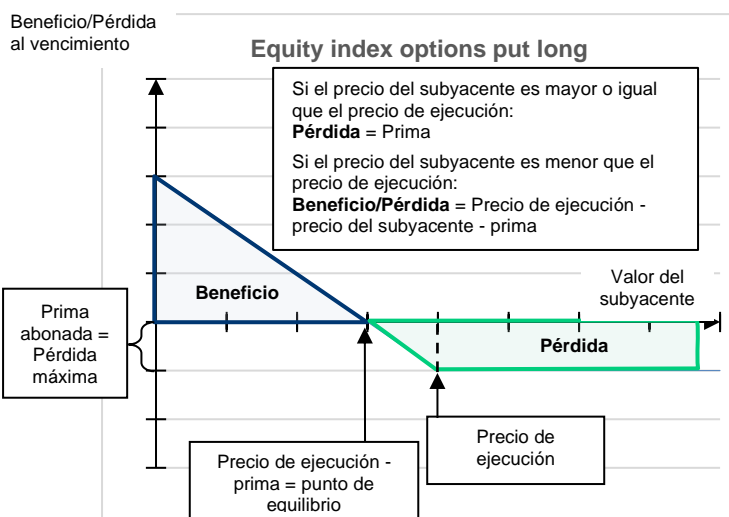 Beneficio/Pérdida
al vencimiento
Equity index options put long
Si el precio del subyacente es mayor o igual
que el precio de ejecución:
Pérdida = Prima
Si el precio del subyacente es menor que el
precio de ejecución:
Beneficio/Pérdida = Precio de ejecución -
precio del subyacente - prima
Valor del
subyacente
Beneficio
Prima
abonada =
Pérdida
máxima
Pérdida
Precio de
ejecución
Precio de ejecución -
prima = punto de
equilibrio